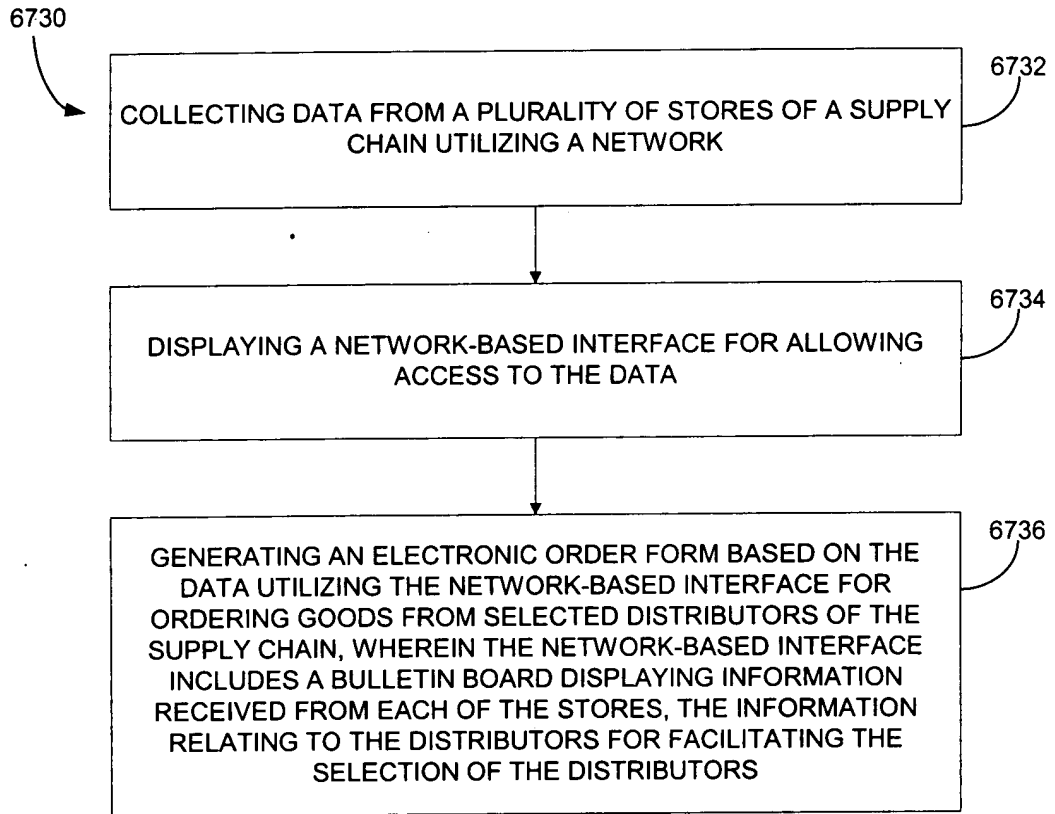 6730
6732
COLLECTING DATA FROM A PLURALITY OF STORES OF A SUPPLY
CHAIN UTILIZING A NETWORK
6734
DISPLAYING A NETWORK-BASED INTERFACE FOR ALLOWING
ACCESS TO THE DATA
6736
GENERATING AN ELECTRONIC ORDER FORM BASED ON THE
DATA UTILIZING THE NETWORK-BASED INTERFACE FOR
ORDERING GOODS FROM SELECTED DISTRIBUTORS OF THE
SUPPLY CHAIN, WHEREIN THE NETWORK-BASED INTERFACE
INCLUDES A BULLETIN BOARD DISPLAYING INFORMATION
RECEIVED FROM EACH OF THE STORES, THE INFORMATION
RELATING TO THE DISTRIBUTORS FOR FACILITATING THE
SELECTION OF THE DISTRIBUTORS